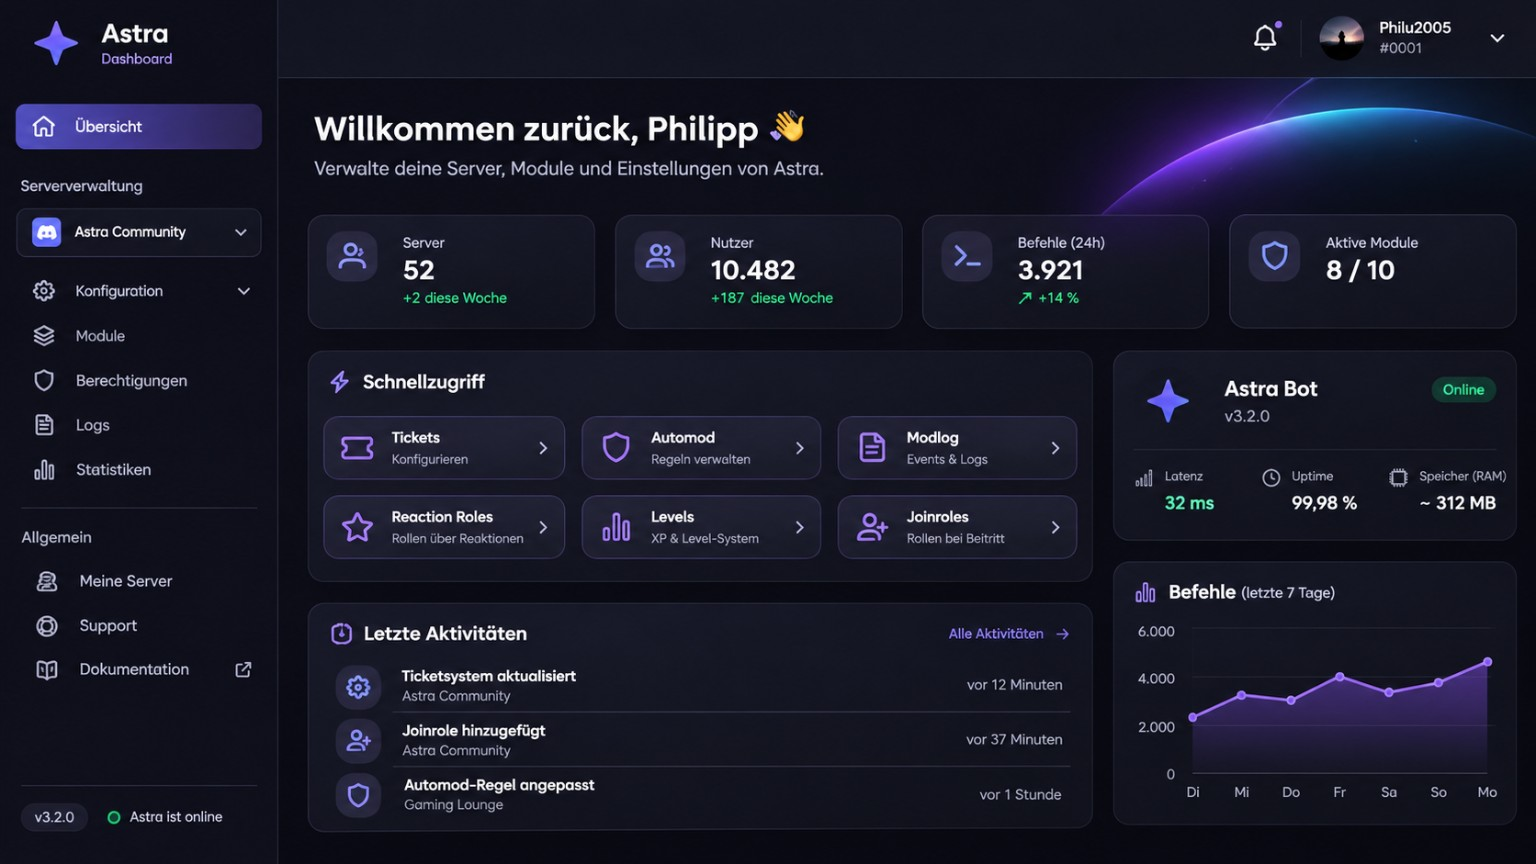 Astra
Dashboard
Übersicht
Serververwaltung
Astra Community
Konfiguration
Module
Berechtigungen
Logs
Statistiken
Allgemein
Meine Server
Support
Dokumentation
v3.2.0
Astra ist online
Philu2005
#0001
Willkommen zurück, Philipp 👋
Verwalte deine Server, Module und Einstellungen von Astra.
Server
52
+2 diese Woche
Nutzer
10.482
+187 diese Woche
Befehle (24h)
3.921
+14 %
Aktive Module
8 / 10
Schnellzugriff
Tickets
Konfigurieren
Automod
Regeln verwalten
Modlog
Events & Logs
Reaction Roles
Rollen über Reaktionen
Levels
XP & Level-System
Joinroles
Rollen bei Beitritt
Letzte Aktivitäten
Alle Aktivitäten →
Ticketsystem aktualisiert
Astra Community
vor 12 Minuten
Joinrole hinzugefügt
Astra Community
vor 37 Minuten
Automod-Regel angepasst
Gaming Lounge
vor 1 Stunde
Astra Bot
v3.2.0
Online
Latenz
32 ms
Uptime
99,98 %
Speicher (RAM)
~ 312 MB
Befehle (letzte 7 Tage)
6.000
4.000
2.000
0
Di Mi Do Fr Sa So Mo